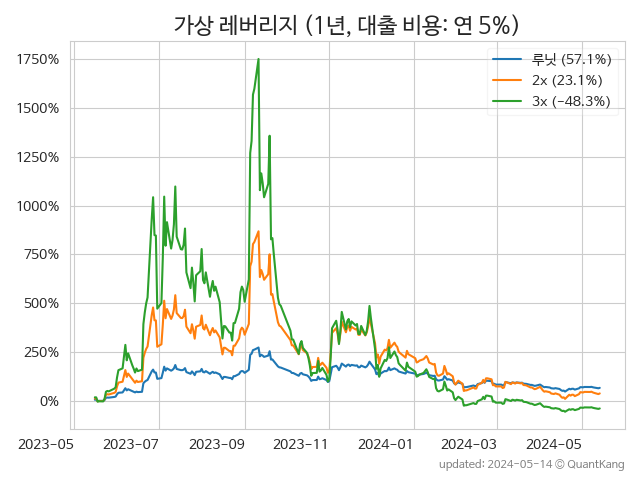 가상 레버리지 (1년, 대출 비용: 연 5%)
1750%
1500%
1250%
1000%
750%
500%
250%
0%
루닛 (57.1%)
2x (23.1%)
3x (-48.3%)
2023-05 2023-07 2023-09 2023-11 2024-01 2024-03 2024-05
updated: 2024-05-14 © QuantKang